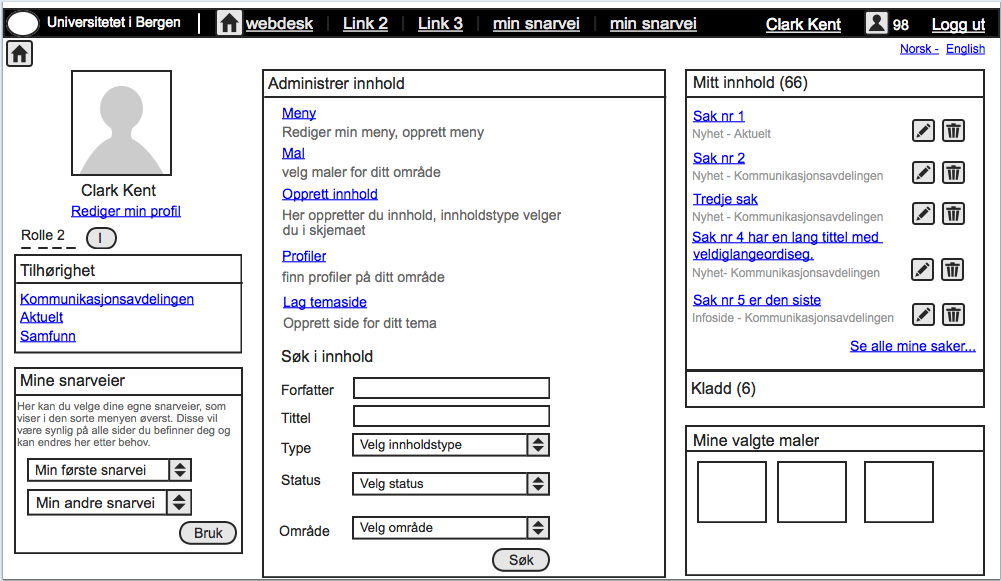 Universitetet i Bergen
webdesk
Link 2
Link 3
min snarvei
min snarvei
Clark Kent
98
Logg ut
Norsk - English
Clark Kent
Rediger min profil
Rolle 2
I
Tilhørighet
Kommunikasjonsavdelingen
Aktuelt
Samfunn
Mine snarveier
Her kan du velge dine egne snarveier, som
viser i den sorte menyen øverst. Disse vil
være synlig på alle sider du befinner deg og
kan endres her etter behov.
Min første snarvei
Min andre snarvei
Bruk
Administrer innhold
Meny
Rediger min meny, opprett meny
Mal
velg maler for ditt område
Opprett innhold
Her oppretter du innhold, innholdstype velger
du i skjemaet
Profiler
finn profiler på ditt område
Lag temaside
Opprett side for ditt tema
Søk i innhold
Forfatter
Tittel
Type
Velg innholdstype
Status
Velg status
Område
Velg område
Søk
Mitt innhold (66)
Sak nr 1
Nyhet - Aktuelt
Sak nr 2
Nyhet - Kommunikasjonsavdelingen
Tredje sak
Nyhet - Kommunikasjonsavdelingen
Sak nr 4 har en lang tittel med
veldiglangeordiseg.
Nyhet- Kommunikasjonsavdelingen
Sak nr 5 er den siste
Infoside - Kommunikasjonsavdelingen
Se alle mine saker...
Kladd (6)
Mine valgte maler